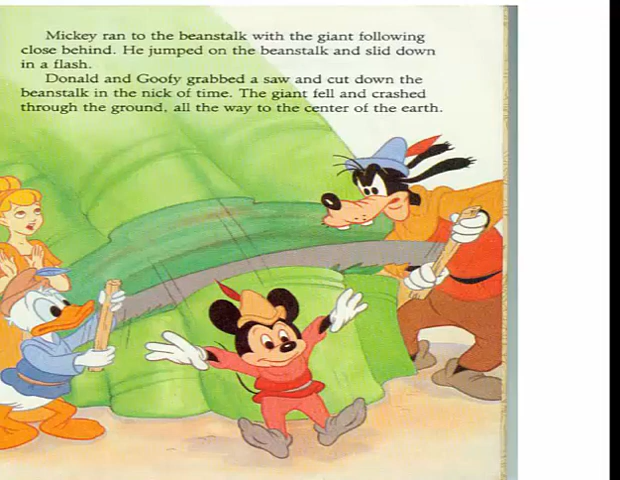 Mickey ran to the beanstalk with the giant following
close behind. He jumped on the beanstalk and slid down
in a flash.
Donald and Goofy grabbed a saw and cut down the
beanstalk in the nick of time. The giant fell and crashed
through the ground, all the way to the center of the earth.